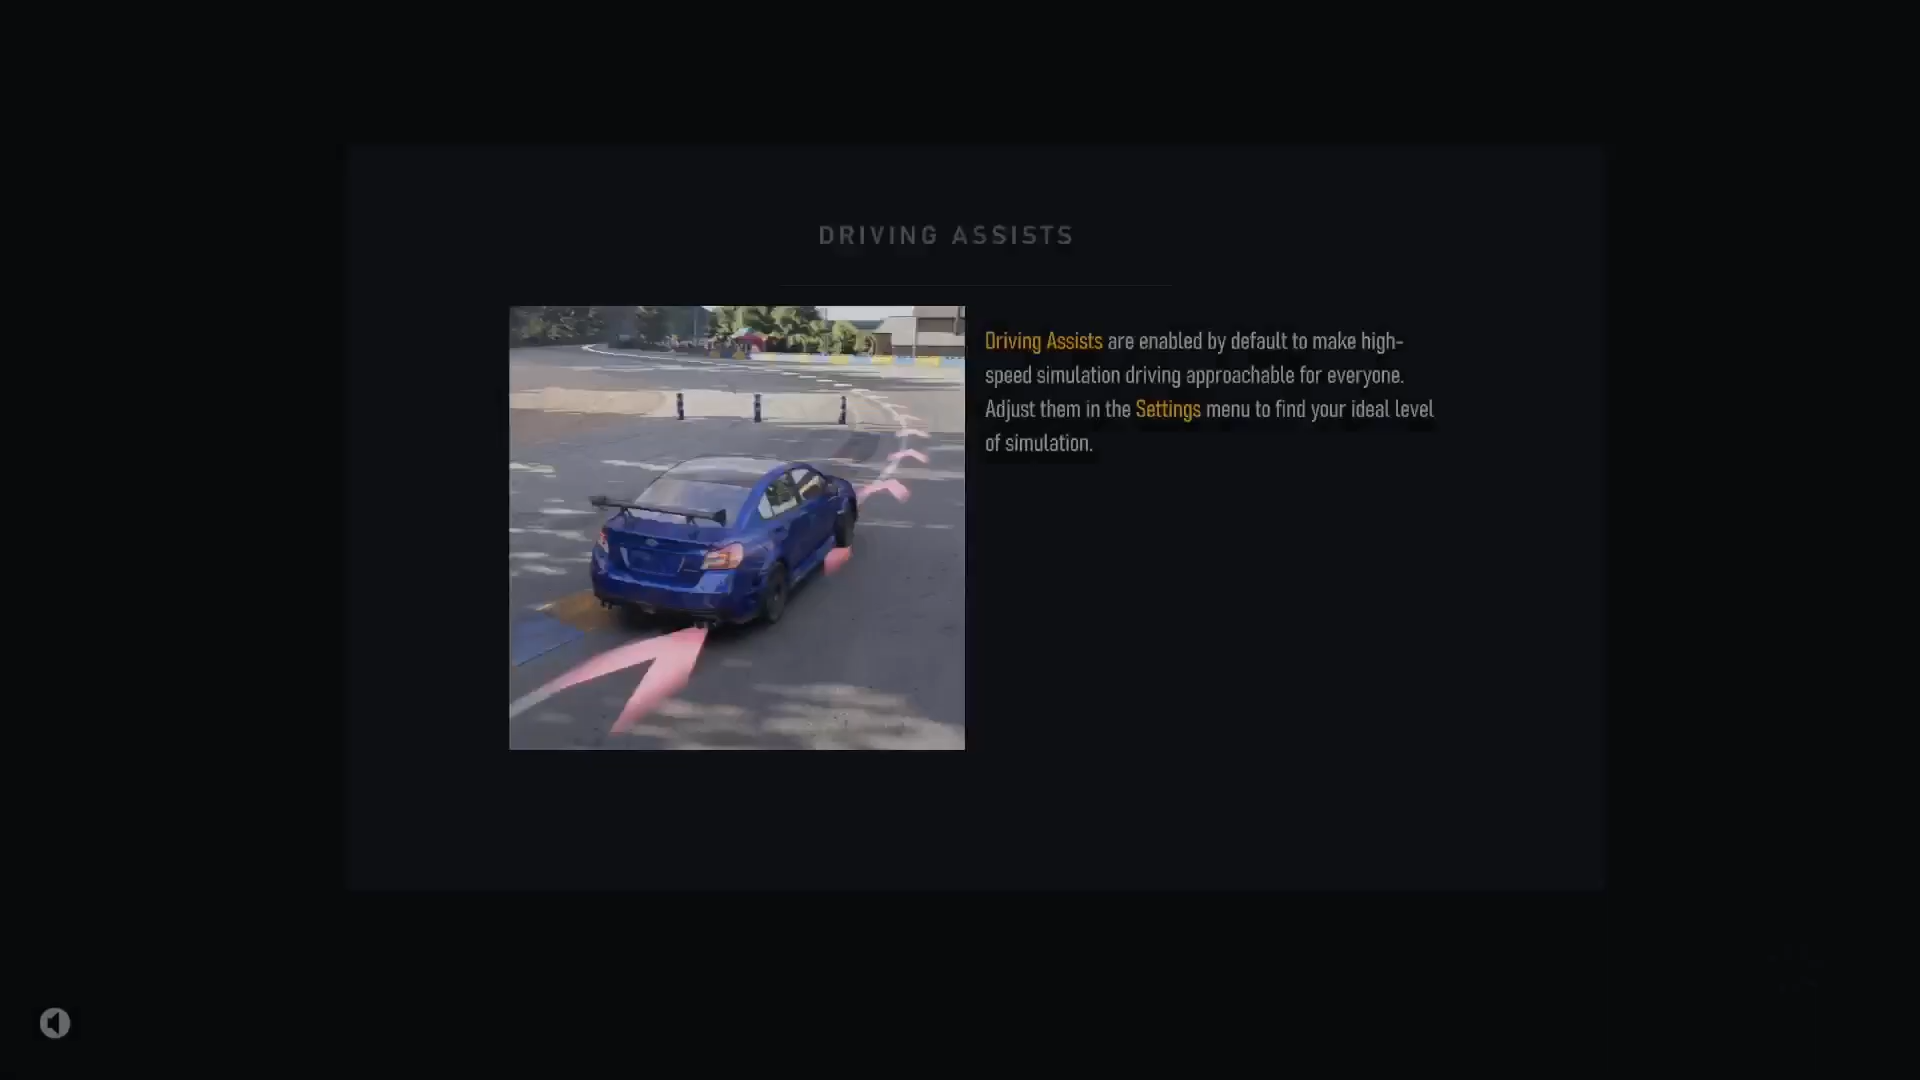 DRIVING ASSISTS
Driving Assists are enabled by default to make high-
speed simulation driving approachable for everyone.
Adjust them in the Settings menu to find your ideal level
of simulation.